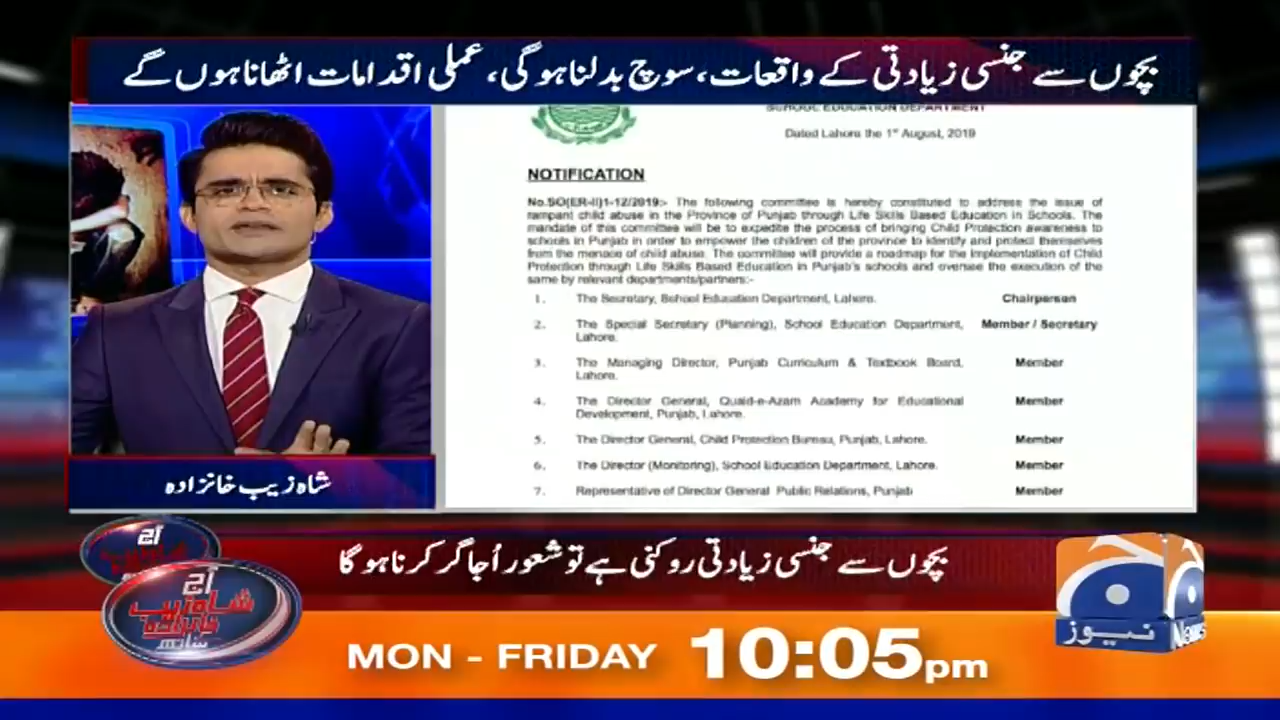 بچوں سے جنسی زیادتی کے واقعات، سوچ بدلنا ہوگی، عملی اقدامات اٹھانا ہوں گے
SCHOOL EDUCATION DEPARTMENT
Dated Lahore the 1st August, 2019
NOTIFICATION
No.SO(ER-II)1-12/2019:- The following committee is hereby constituted to address the issue of
rampant child abuse in the Province of Punjab through Life Skills Based Education in Schools. The
mandate of this committee will be to expedite the process of bringing Child Protection awareness to
schools in Punjab in order to empower the children of the province to identify and protect themselves
from the menace of child abuse. The committee will provide a roadmap for the implementation of Child
Protection through Life Skills Based Education in Punjab's schools and oversee the execution of the
same by relevant departments/partners:-
1. The Secretary, School Education Department, Lahore. Chairperson
2. The Special Secretary (Planning), School Education Department, Member / Secretary
Lahore.
3. The Managing Director, Punjab Curriculum & Textbook Board, Member
Lahore.
4. The Director General, Quaid-e-Azam Academy for Educational Member
Development, Punjab, Lahore.
5. The Director General, Child Protection Bureau, Punjab, Lahore. Member
6. The Director (Monitoring), School Education Department, Lahore. Member
7. Representative of Director General Public Relations, Punjab Member
شاہ زیب خانزادہ
بچوں سے جنسی زیادتی روکنی ہے تو شعور اُجاگر کرنا ہوگا
آج
آج
شاہ زیب
خانزادہ
کے ساتھ
جیو
نیوز News
MON - FRIDAY 10:05pm